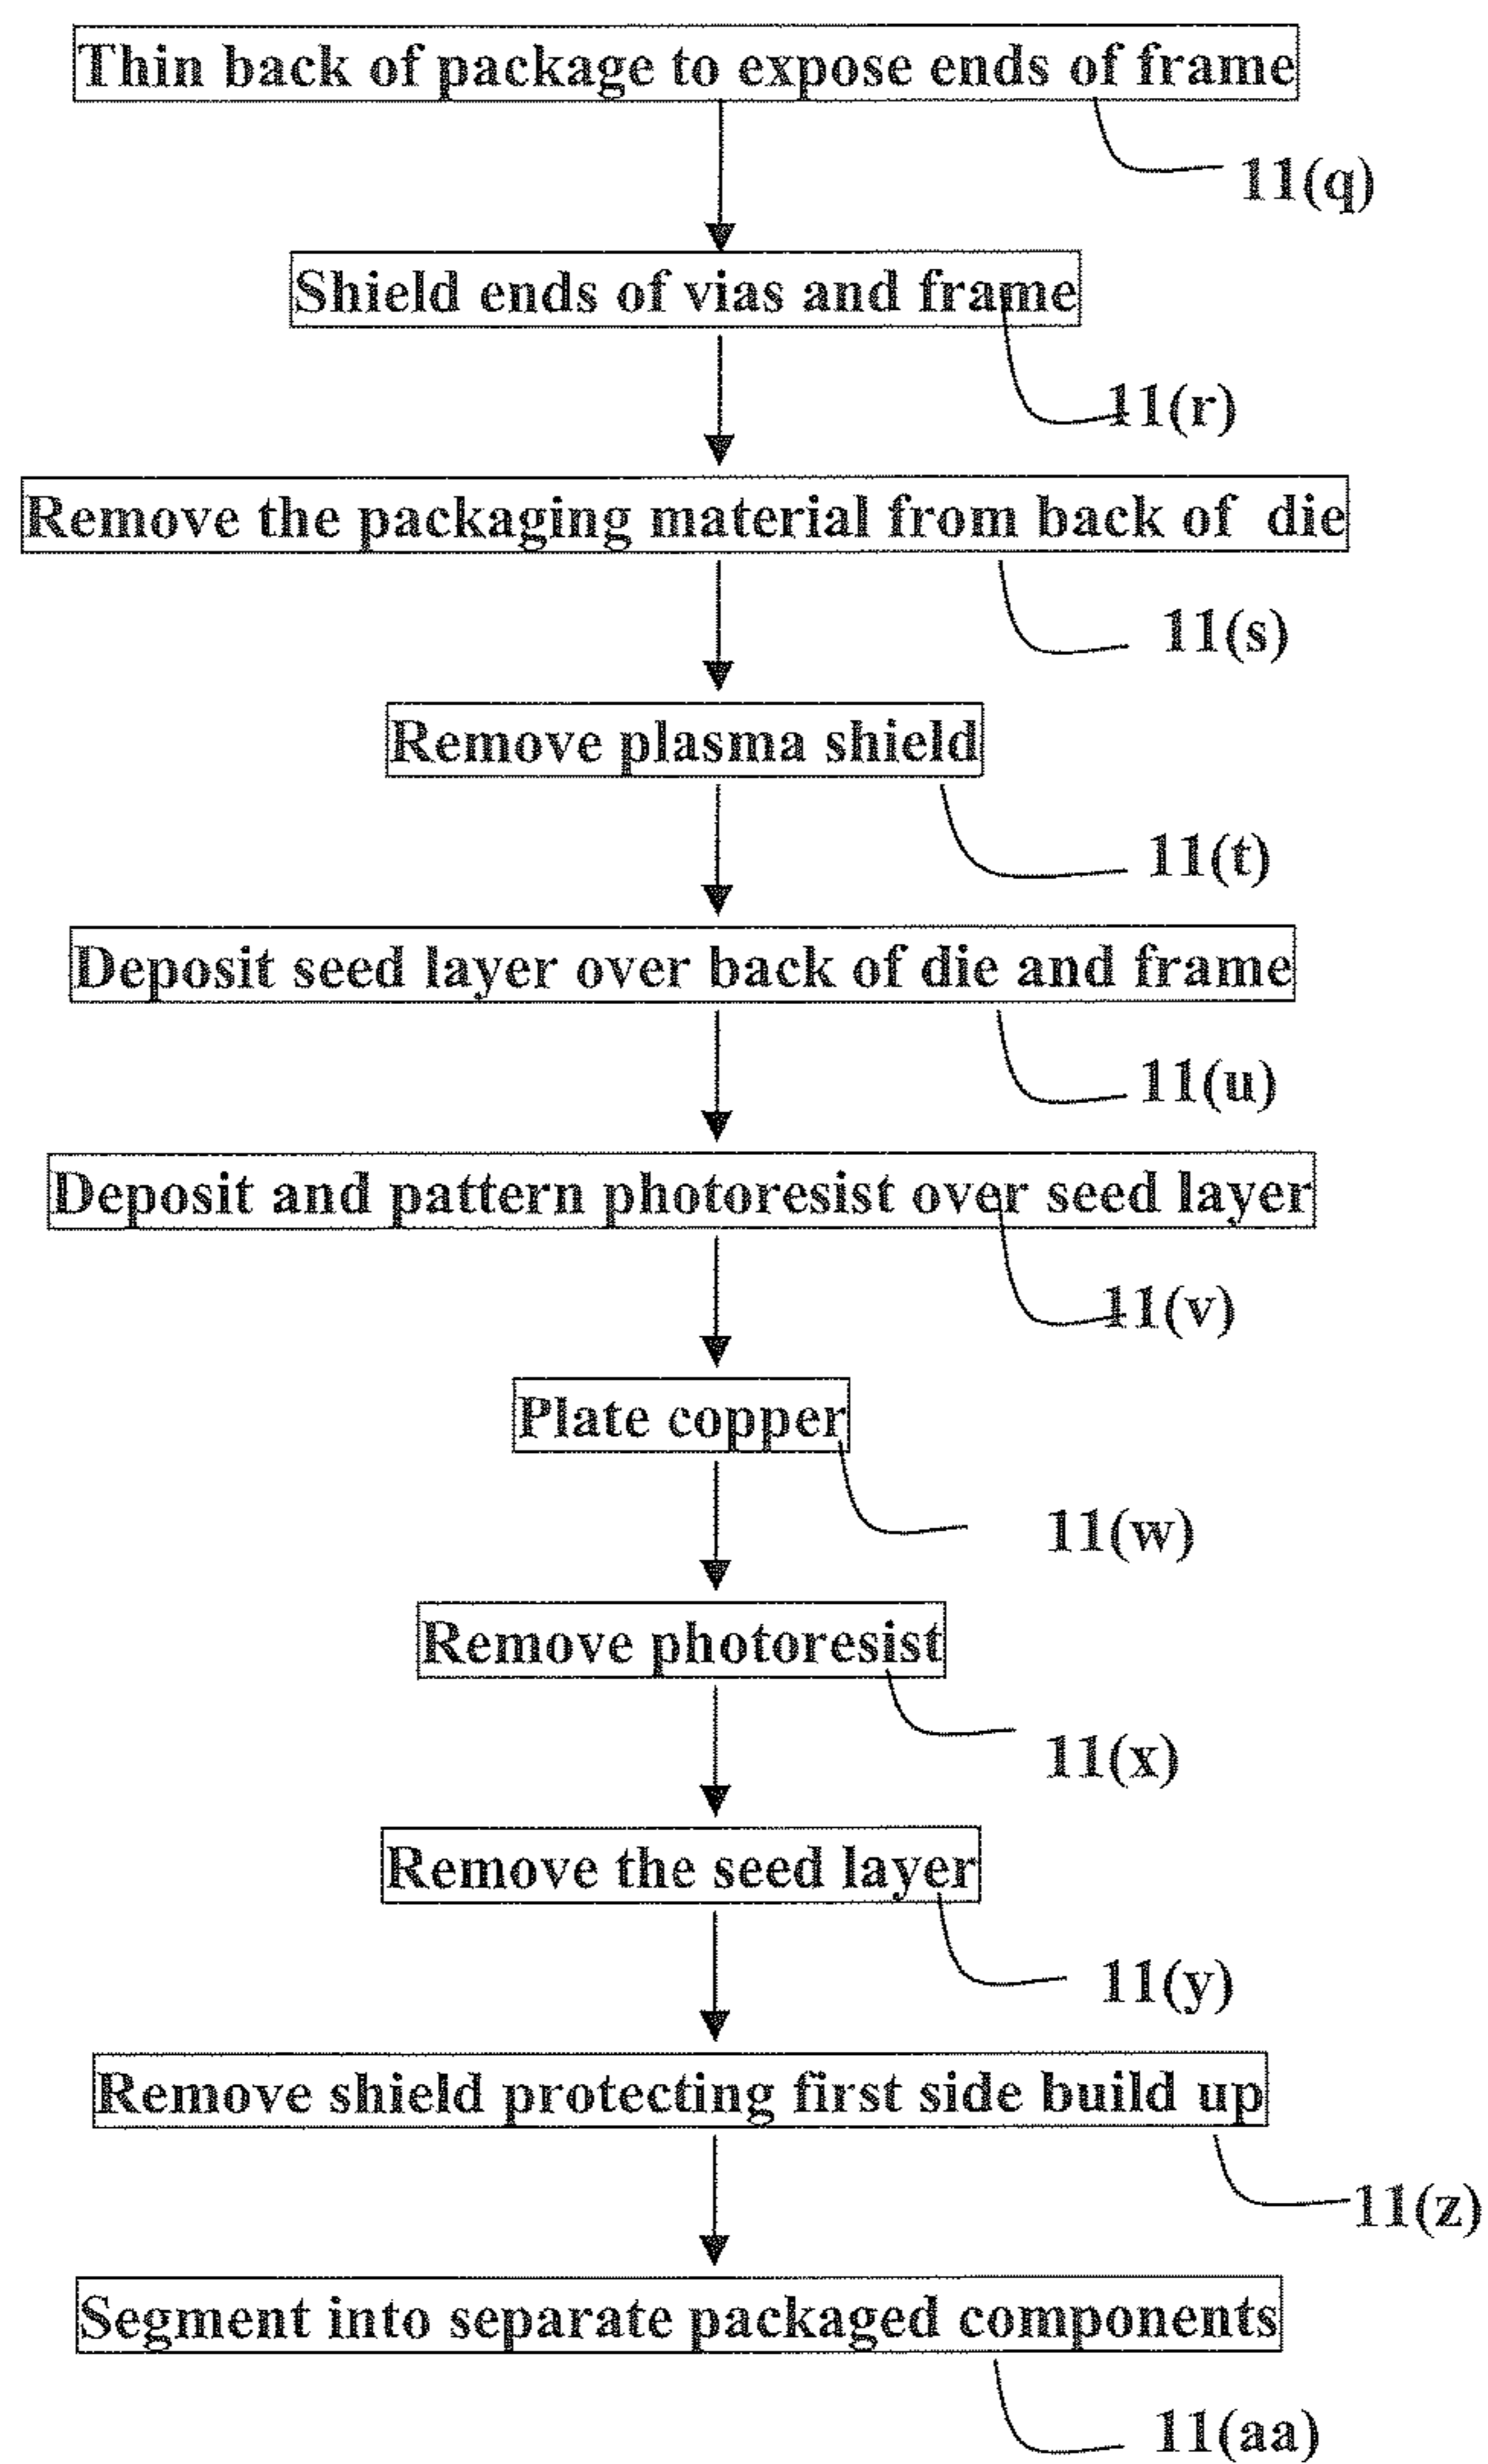 Thin back of package to expose ends of frame
11(q)
Shield ends of vias and frame
11(r)
Remove the packaging material from back of die
11(s)
Remove plasma shield
11(t)
Deposit seed layer over back of die and frame
11(u)
Deposit and pattern photoresist over seed layer
11(v)
Plate copper
11(w)
Remove photoresist
11(x)
Remove the seed layer
11(y)
Remove shield protecting first side build up
11(z)
Segment into separate packaged components
11(aa)